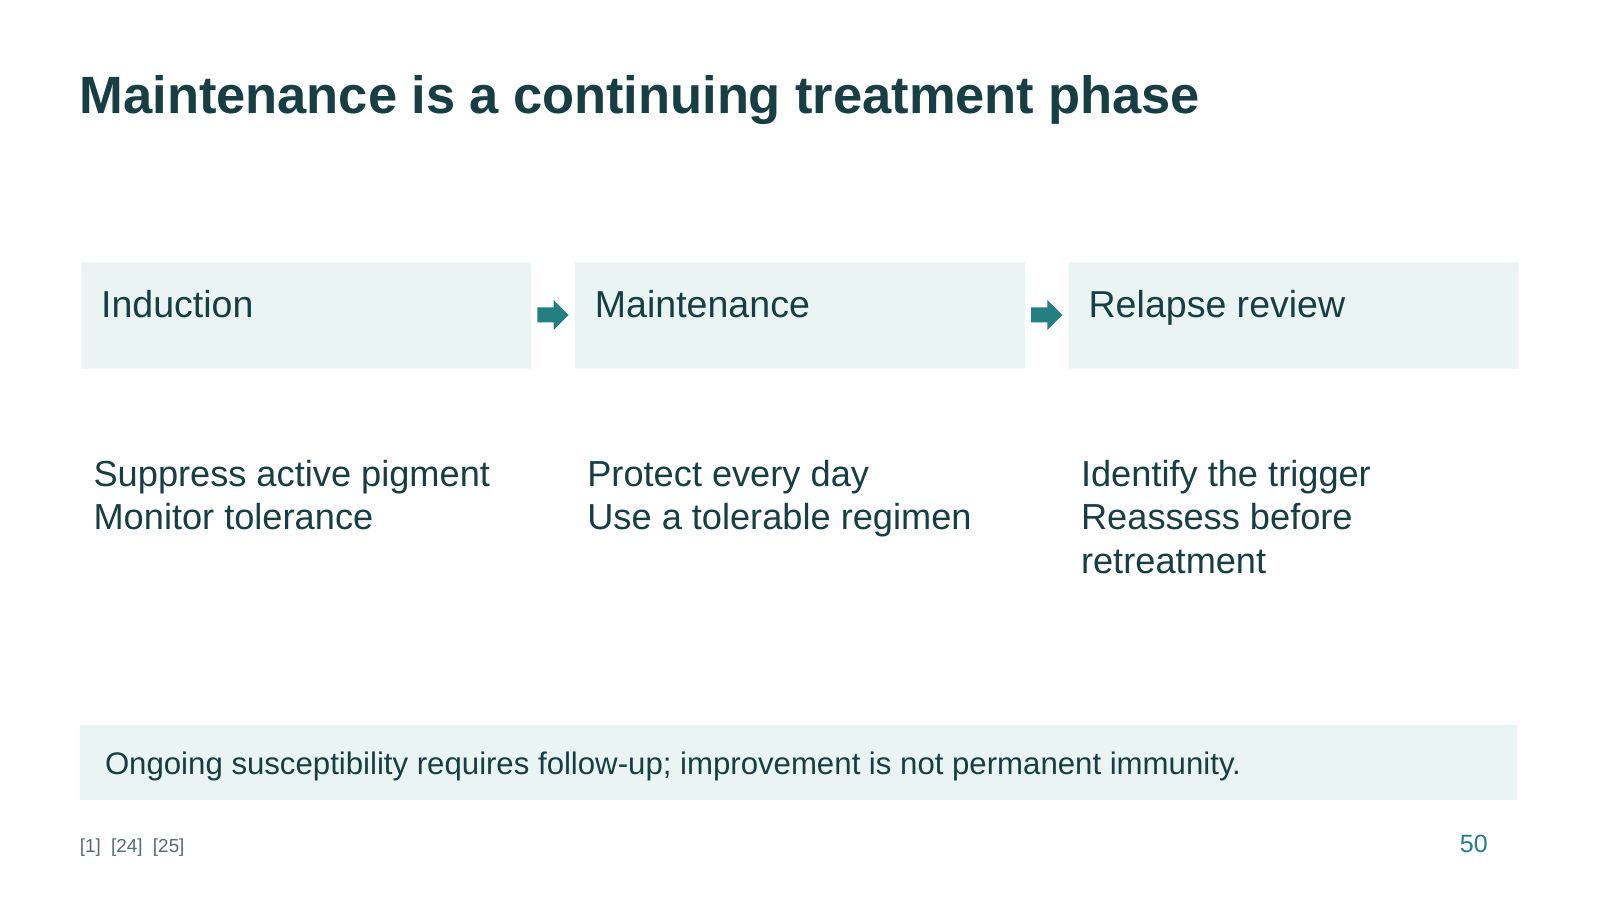 Maintenance is a continuing treatment phase
Induction
Maintenance
Relapse review
Suppress active pigment
Monitor tolerance
Protect every day
Use a tolerable regimen
Identify the trigger
Reassess before
retreatment
Ongoing susceptibility requires follow-up; improvement is not permanent immunity.
[1] [24] [25]
50